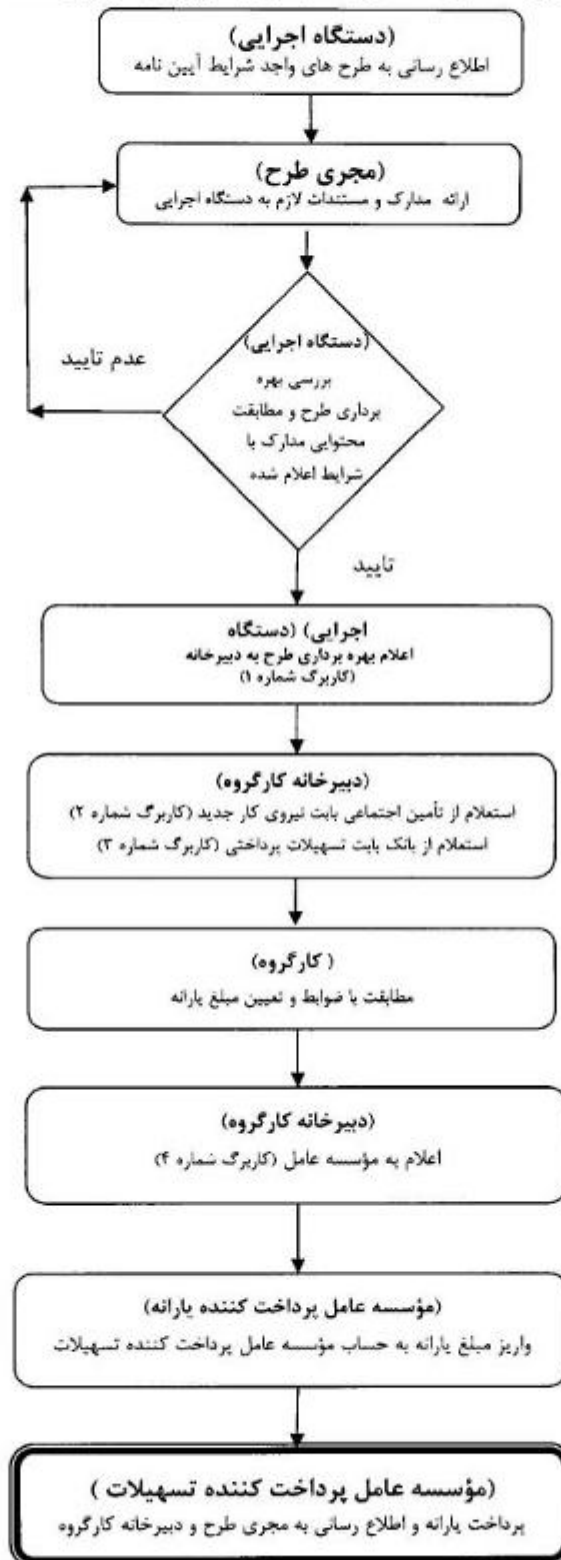 (دستگاه اجرایی)
اطلاع رسانی به طرح های واجد شرایط آیین نامه
(مجری طرح)
ارائه مدارک و مستندات لازم به دستگاه اجرایی
(دستگاه اجرایی)
بررسی بهره
برداری طرح و مطابقت
محتوایی مدارک با
شرایط اعلام شده
عدم تایید
تایید
اجرایی) (دستگاه
اعلام بهره برداری طرح به دبیرخانه
(کاربرگ شماره ۱)
(دبیرخانه کارگروه)
استعلام از تأمین اجتماعی بابت نیروی کار جدید (کاربرگ شماره ۲)
استعلام از بانک بابت تسهیلات پرداختی (کاربرگ شماره ۳)
(کارگروه )
مطابقت با ضوابط و تعیین مبلغ یارانه
(دبیرخانه کارگروه)
اعلام به مؤسسه عامل (کاربرگ شماره ۴)
(مؤسسه عامل پرداخت کننده یارانه)
واریز مبلغ یارانه به حساب مؤسسه عامل پرداخت کننده تسهیلات
(مؤسسه عامل پرداخت کننده تسهیلات )
پرداخت یارانه و اطلاع رسانی به مجری طرح و دبیرخانه کارگروه